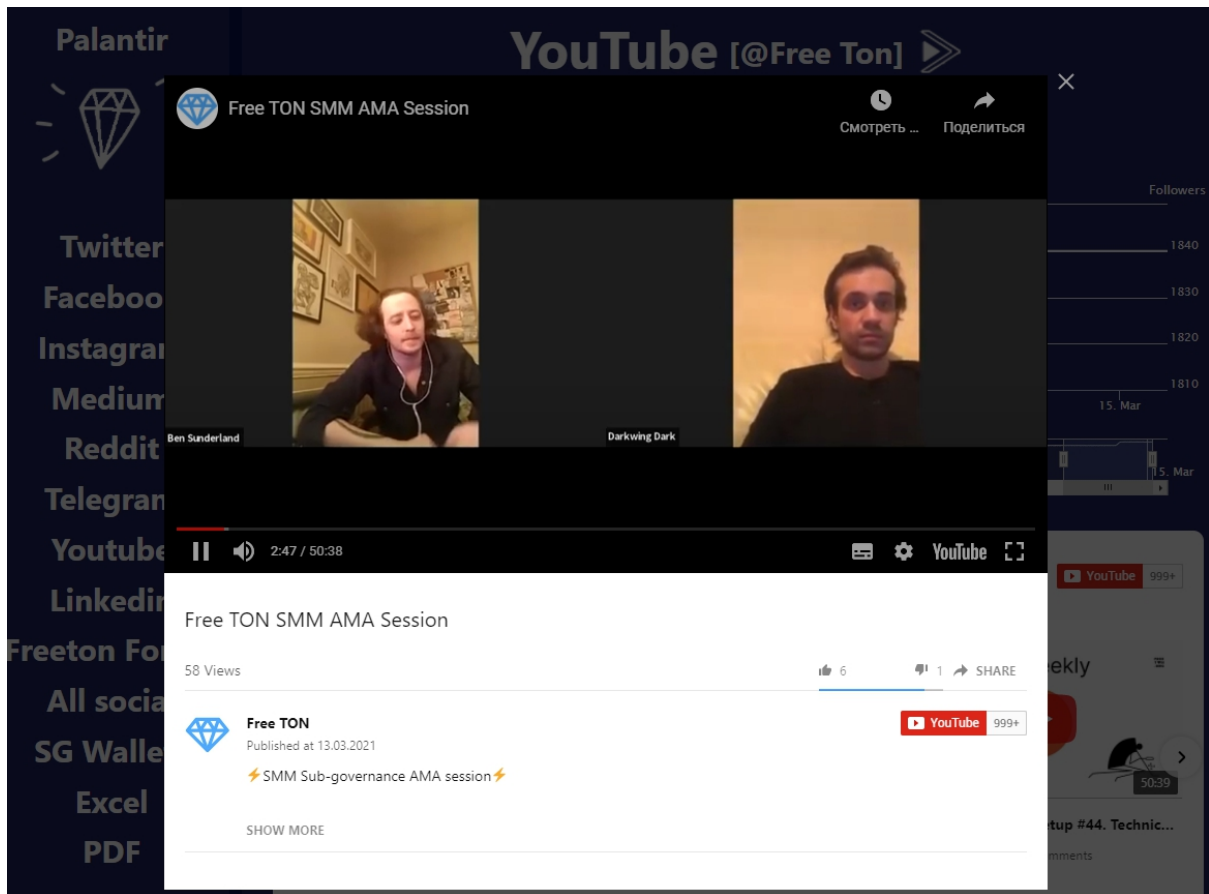 Palantir
YouTube [@Free Ton]
Free TON SMM AMA Session
Смотреть ...
Поделиться
Followers
Twitter
1840
Faceboo
1830
Instagra
1820
Medium
1810
15. Mar
Reddit
Ben Sunderland
Darkwing Dark
Telegram
15. Mar
Youtube
2:47 / 50:38
YouTube
Linkedin
YouTube 999+
Free TON SMM AMA Session
Freeton For
58 Views
6
1
SHARE
eekly
All socia
Free TON
YouTube 999+
Published at 13.03.2021
SG Walle
⚡SMM Sub-governance AMA session⚡
50:39
Excel
SHOW MORE
etup #44. Technic...
PDF
mments